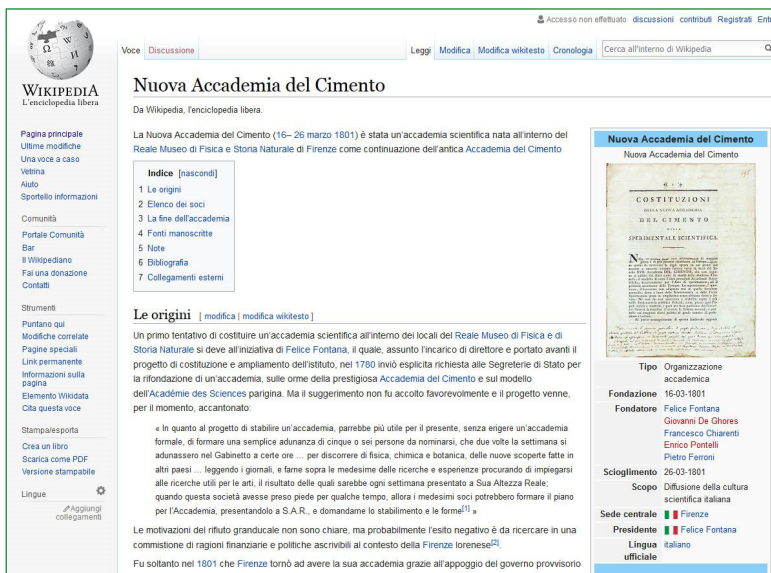 Accesso non effettuato discussioni contributi Registrati Entr
WIKIPEDIA
L'enciclopedia libera
Voce Discussione
Leggi Modifica Modifica wikitesto Cronologia Cerca all'interno di Wikipedia
Nuova Accademia del Cimento
Da Wikipedia, l'enciclopedia libera.
Pagina principale
Ultime modifiche
Una voce a caso
Vetrina
Aiuto
Sportello informazioni
Comunità
Portale Comunità
Bar
Il Wikipediano
Fai una donazione
Contatti
Strumenti
Puntano qui
Modifiche correlate
Pagine speciali
Link permanente
Informazioni sulla
pagina
Elemento Wikidata
Cita questa voce
Stampa/esporta
Crea un libro
Scarica come PDF
Versione stampabile
Lingue
Aggiungi
collegamenti
La Nuova Accademia del Cimento (16– 26 marzo 1801) è stata un'accademia scientifica nata all'interno del
Reale Museo di Fisica e Storia Naturale di Firenze come continuazione dell'antica Accademia del Cimento
Indice [nascondi]
1 Le origini
2 Elenco dei soci
3 La fine dell'accademia
4 Fonti manoscritte
5 Note
6 Bibliografia
7 Collegamenti esterni
Le origini [ modifica | modifica wikitesto ]
Un primo tentativo di costituire un'accademia scientifica all'interno dei locali del Reale Museo di Fisica e di
Storia Naturale si deve all'iniziativa di Felice Fontana, il quale, assunto l'incarico di direttore e portato avanti il
progetto di costituzione e ampliamento dell'istituto, nel 1780 inviò esplicita richiesta alle Segreterie di Stato per
la rifondazione di un'accademia, sulle orme della prestigiosa Accademia del Cimento e sul modello
dell'Académie des Sciences parigina. Ma il suggerimento non fu accolto favorevolmente e il progetto venne,
per il momento, accantonato:
« In quanto al progetto di stabilire un'accademia, parrebbe più utile per il presente, senza erigere un'accademia
formale, di formare una semplice adunanza di cinque o sei persone da nominarsi, che due volte la settimana si
adunassero nel Gabinetto a certe ore … per discorrere di fisica, chimica e botanica, delle nuove scoperte fatte in
altri paesi … leggendo i giornali, e farne sopra le medesime delle ricerche e esperienze procurando di impiegarsi
alle ricerche utili per le arti, il risultato delle quali sarebbe ogni settimana presentato a Sua Altezza Reale;
quando questa società avesse preso piede per qualche tempo, allora i medesimi soci potrebbero formare il piano
per l'Accademia, presentandolo a S.A.R., e domandarne lo stabilimento e le forme[1] »
Le motivazioni del rifiuto granducale non sono chiare, ma probabilmente l'esito negativo è da ricercare in una
commistione di ragioni finanziarie e politiche ascrivibili al contesto della Firenze lorenese[2].
Fu soltanto nel 1801 che Firenze tornò ad avere la sua accademia grazie all'appoggio del governo provvisorio
Nuova Accademia del Cimento
Nuova Accademia del Cimento
COSTITUZIONI
DELLA NUOVA ACCADEMIA
DEL CIMENTO
SPERIMENTALE SCIENTIFICA.
Tipo Organizzazione
accademica
Fondazione 16-03-1801
Fondatore Felice Fontana
Giovanni De Ghores
Francesco Chiarenti
Enrico Pontelli
Pietro Ferroni
Scioglimento 26-03-1801
Scopo Diffusione della cultura
scientifica italiana
Sede centrale Firenze
Presidente Felice Fontana
Lingua italiano
ufficiale